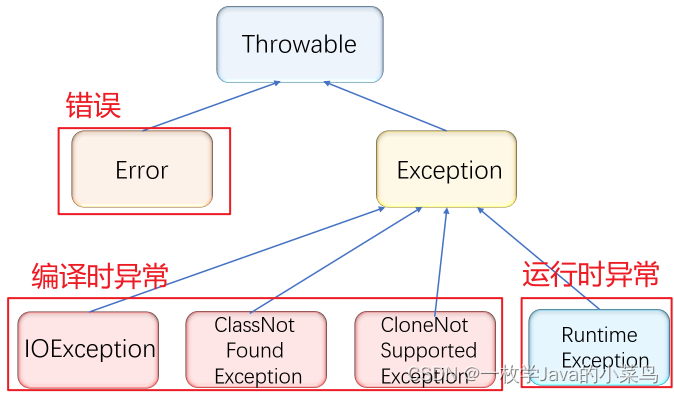 Throwable
错误
Error
Exception
编译时异常
运行时异常
IOException
ClassNot
Found
Exception
CloneNot
Supported
Exception
Runtime
Exception
CSDN @一枚学Java的小菜鸟